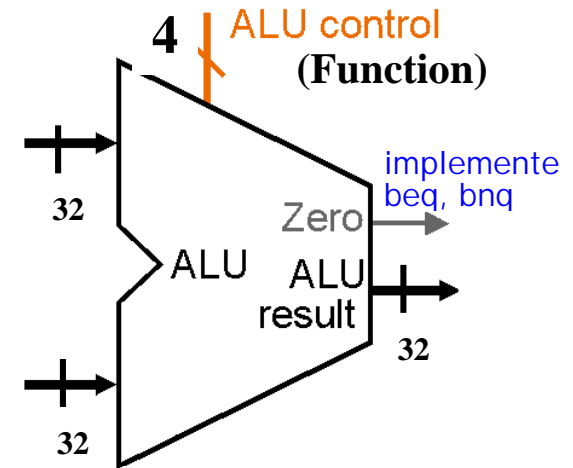 4
ALU control
(Function)
implemente
beq, bnq
32
Zero
ALU
ALU
result
32
32